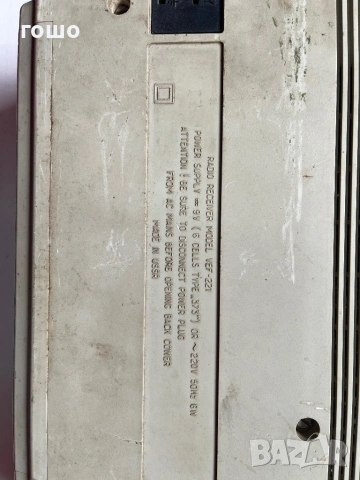 гошо
RADIO RECEIVER MODEL VEF-221
POWER SUPPLY = 9V ( 6 CELLS TYPE „373") OR ~ 220V 50Hz 6W
ATTENTION ! BE SURE TO DISCONNECT POWER PLUG
FROM AC MAINS BEFORE OPENING BACK COVER
MADE IN USSR
BAZAR